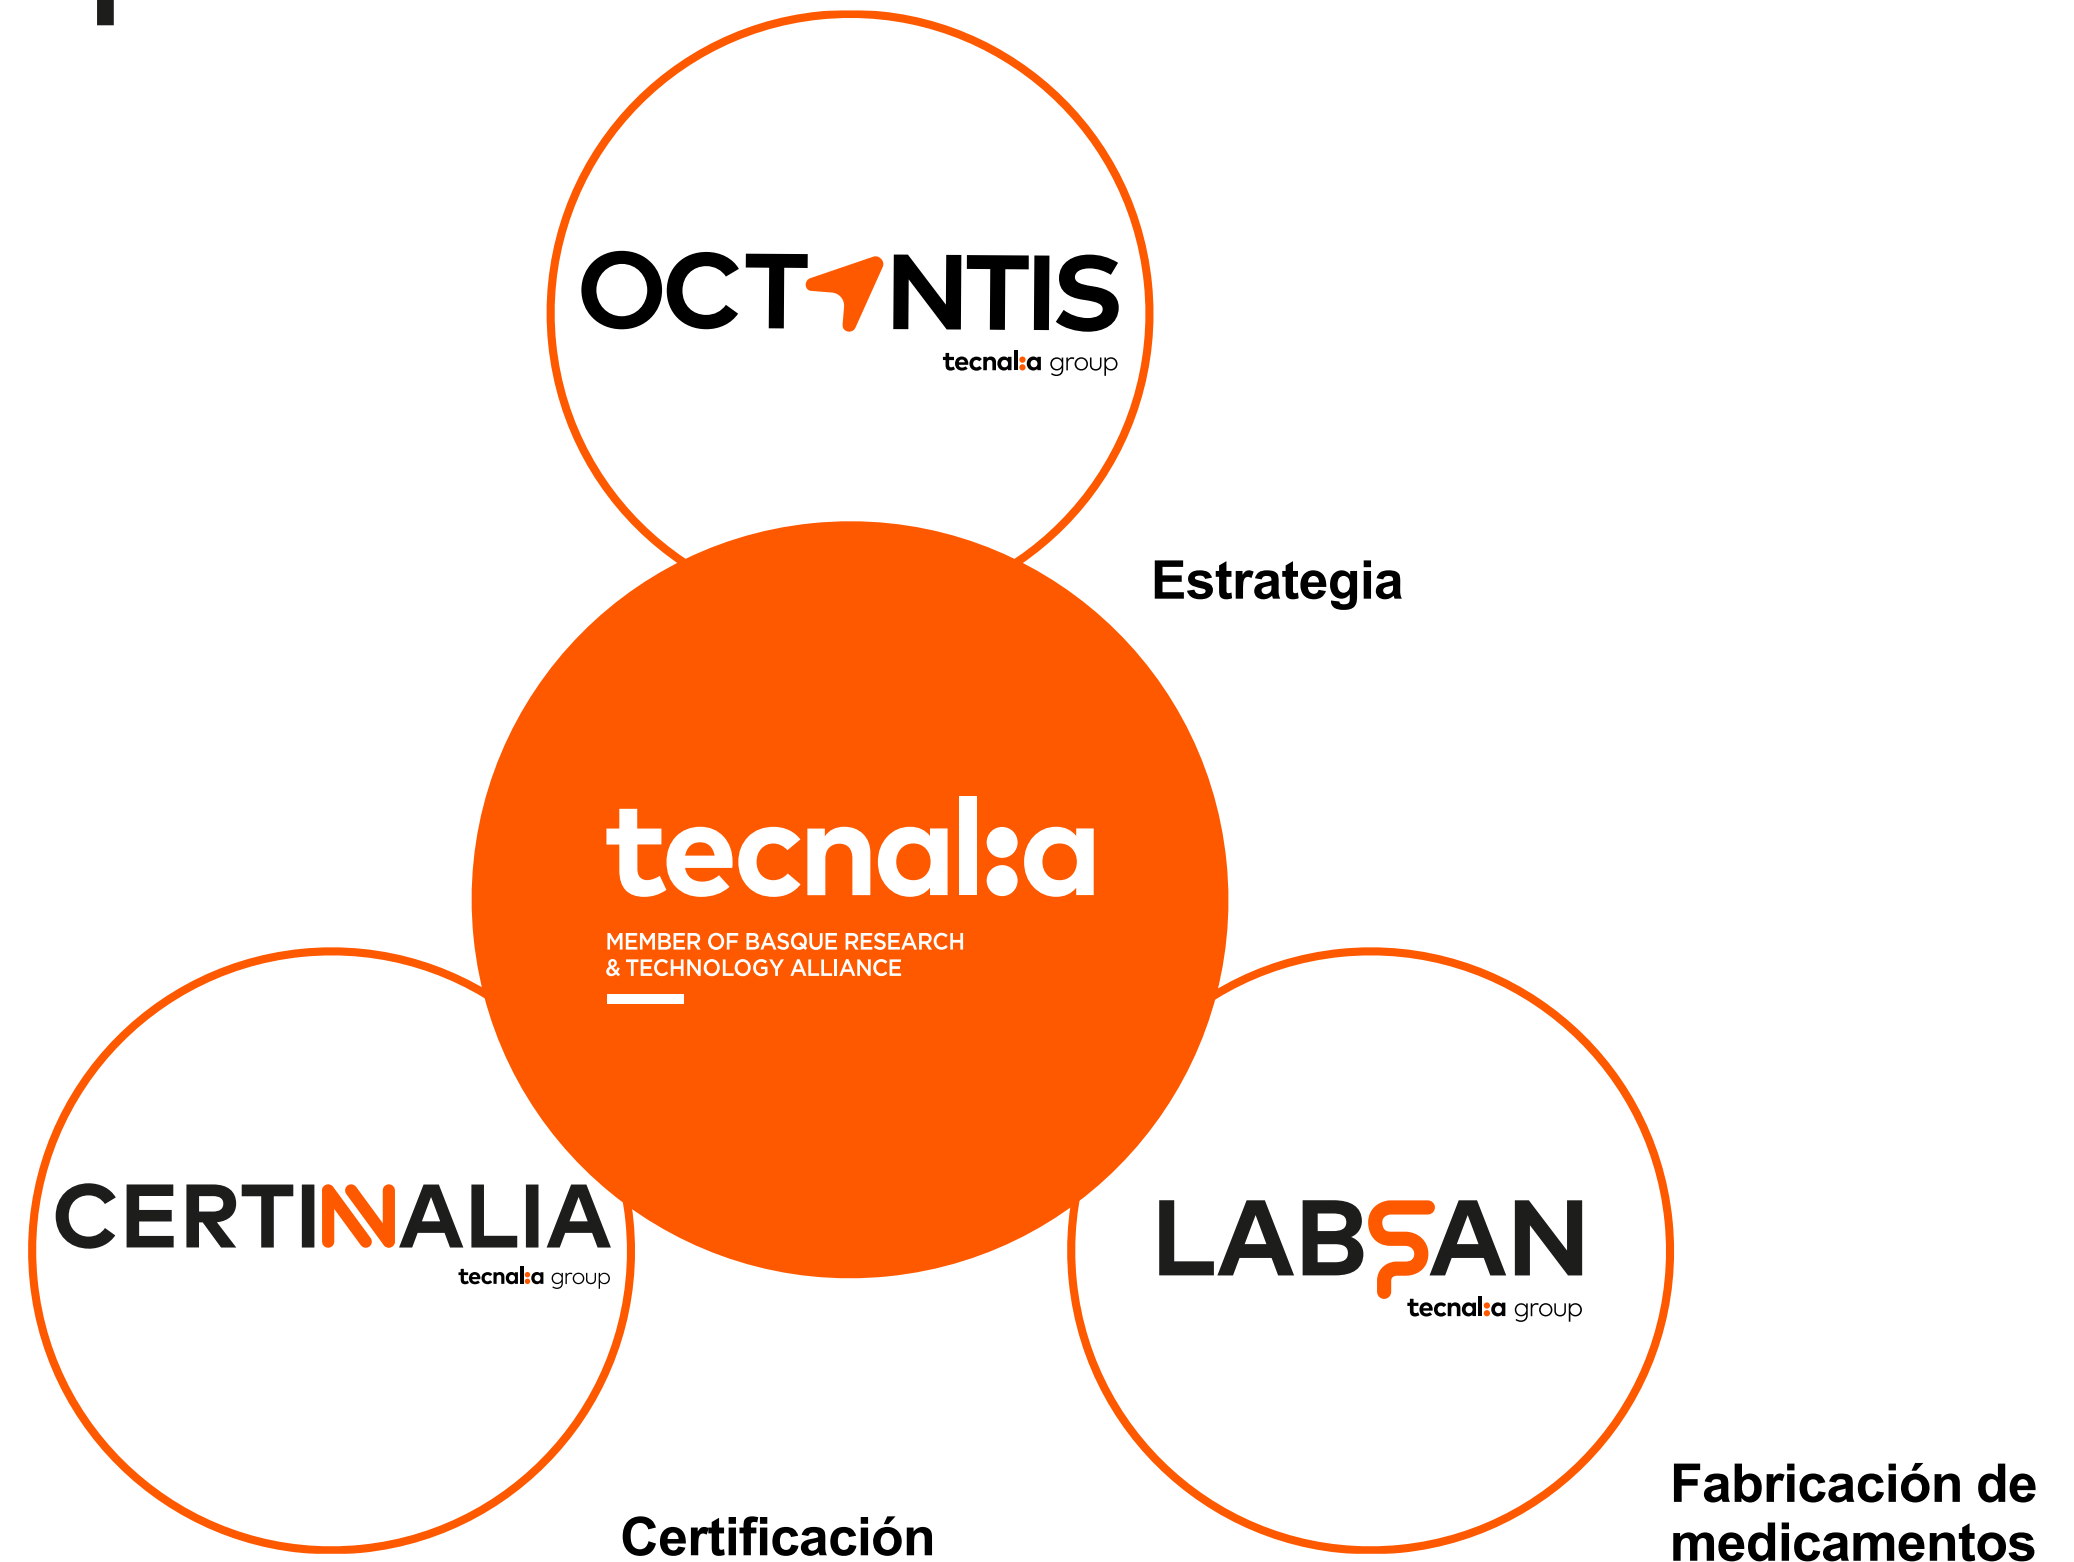 OCTANTIS
tecnalia group
Estrategia
tecnalia
MEMBER OF BASQUE RESEARCH
& TECHNOLOGY ALLIANCE
CERTINALIA
tecnalia group
LABSAN
tecnalia group
Certificación
Fabricación de
medicamentos